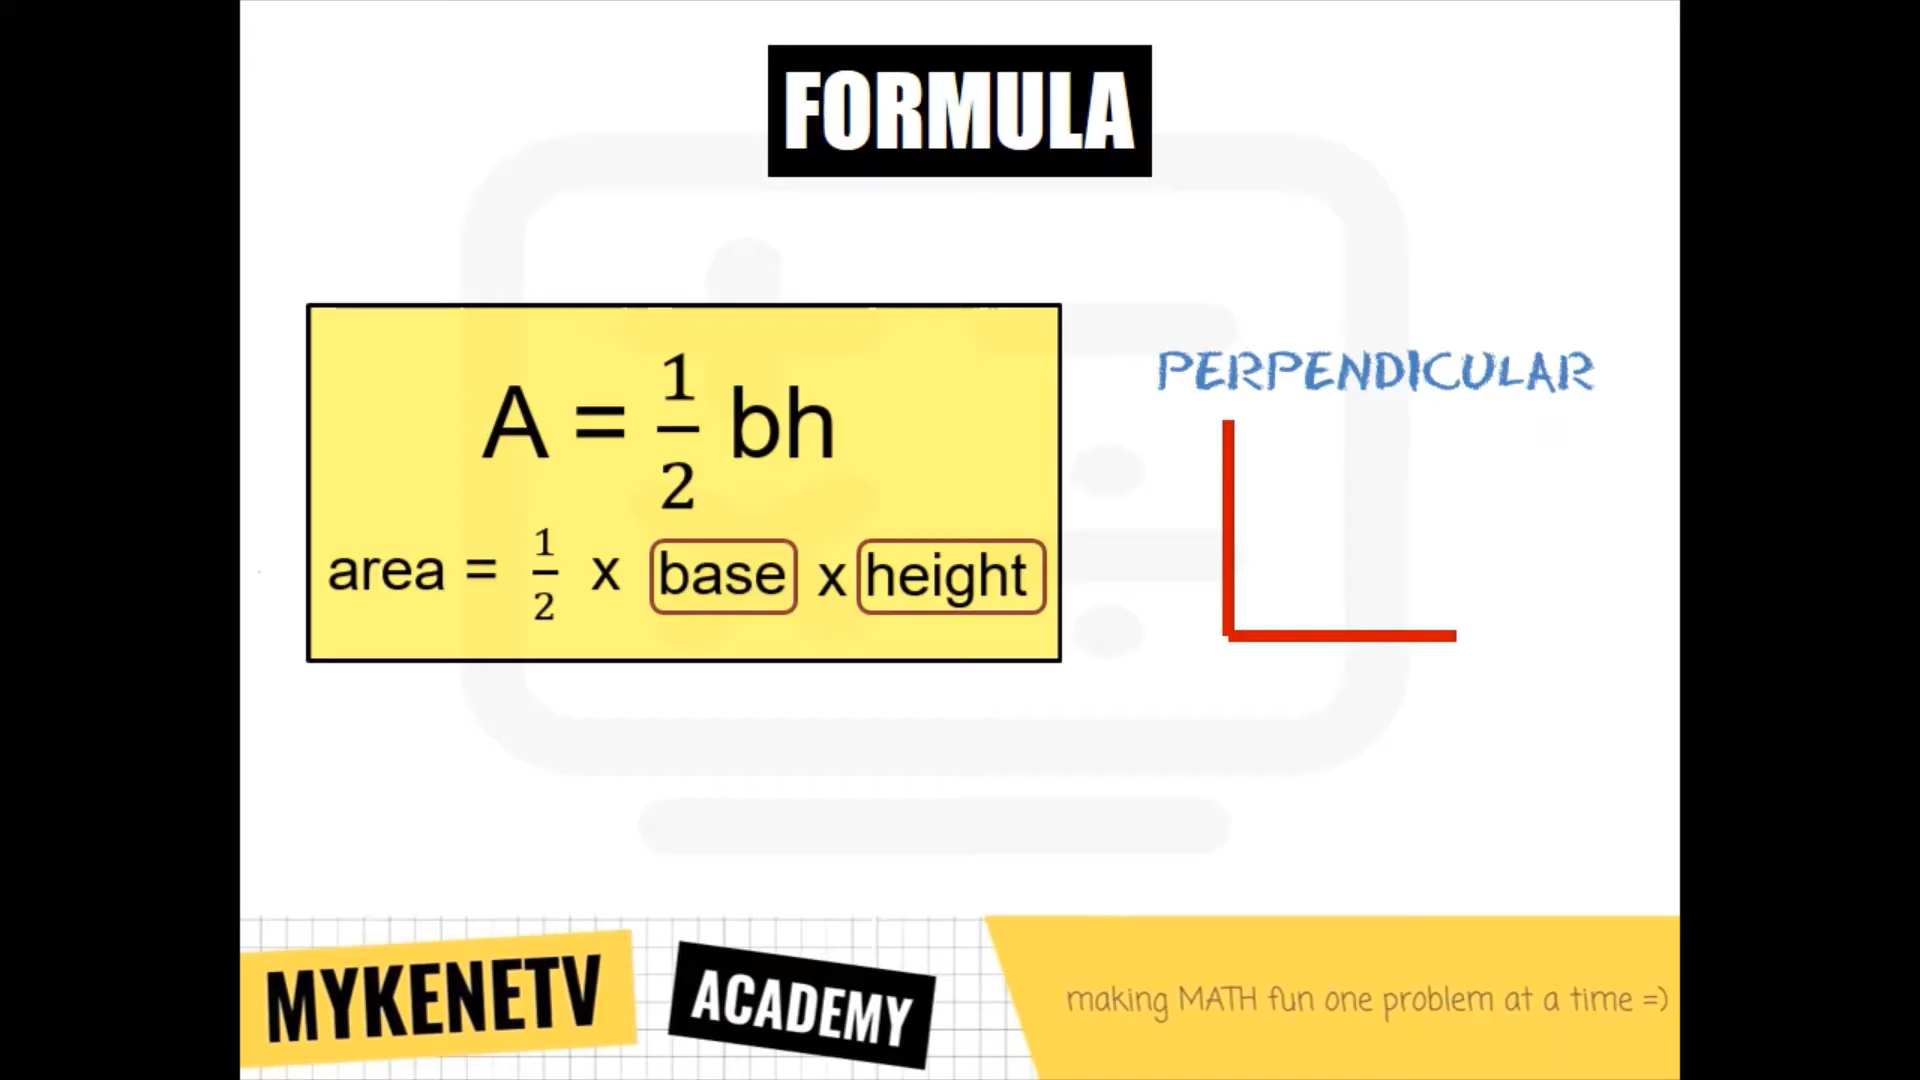 FORMULA
A = 1/2 bh
area = 1/2 x base x height
PERPENDICULAR
MYKENETV ACADEMY
making MATH fun one problem at a time =)